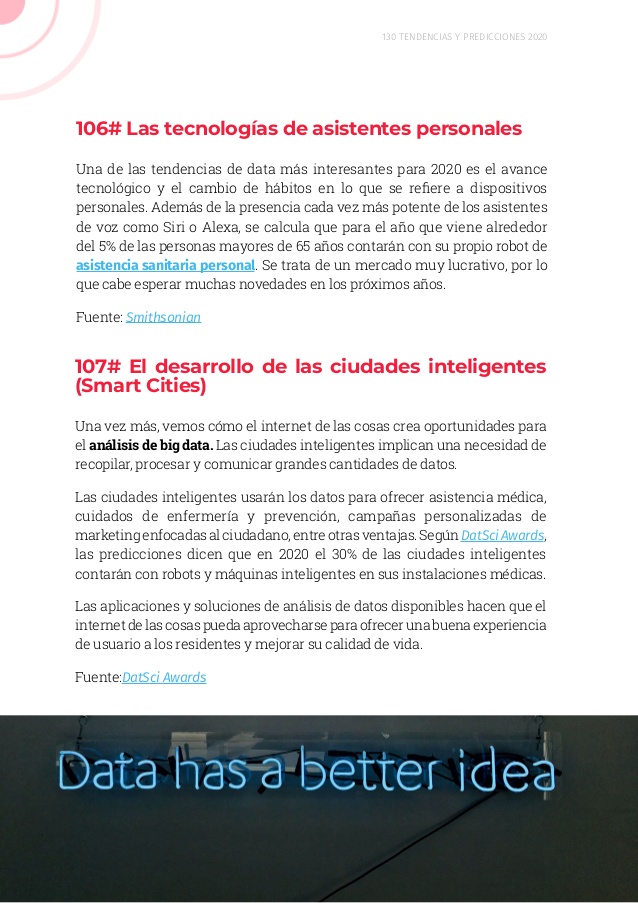 130 TENDENCIAS Y PREDICCIONES 2020
106# Las tecnologías de asistentes personales
Una de las tendencias de data más interesantes para 2020 es el avance
tecnológico y el cambio de hábitos en lo que se refiere a dispositivos
personales. Además de la presencia cada vez más potente de los asistentes
de voz como Siri o Alexa, se calcula que para el año que viene alrededor
del 5% de las personas mayores de 65 años contarán con su propio robot de
asistencia sanitaria personal. Se trata de un mercado muy lucrativo, por lo
que cabe esperar muchas novedades en los próximos años.
Fuente: Smithsonian
107# El desarrollo de las ciudades inteligentes
(Smart Cities)
Una vez más, vemos cómo el internet de las cosas crea oportunidades para
el análisis de big data. Las ciudades inteligentes implican una necesidad de
recopilar, procesar y comunicar grandes cantidades de datos.
Las ciudades inteligentes usarán los datos para ofrecer asistencia médica,
cuidados de enfermería y prevención, campañas personalizadas de
marketing enfocadas al ciudadano, entre otras ventajas. Según DatSci Awards,
las predicciones dicen que en 2020 el 30% de las ciudades inteligentes
contarán con robots y máquinas inteligentes en sus instalaciones médicas.
Las aplicaciones y soluciones de análisis de datos disponibles hacen que el
internet de las cosas pueda aprovecharse para ofrecer una buena experiencia
de usuario a los residentes y mejorar su calidad de vida.
Fuente:DatSci Awards
Data has a better idea